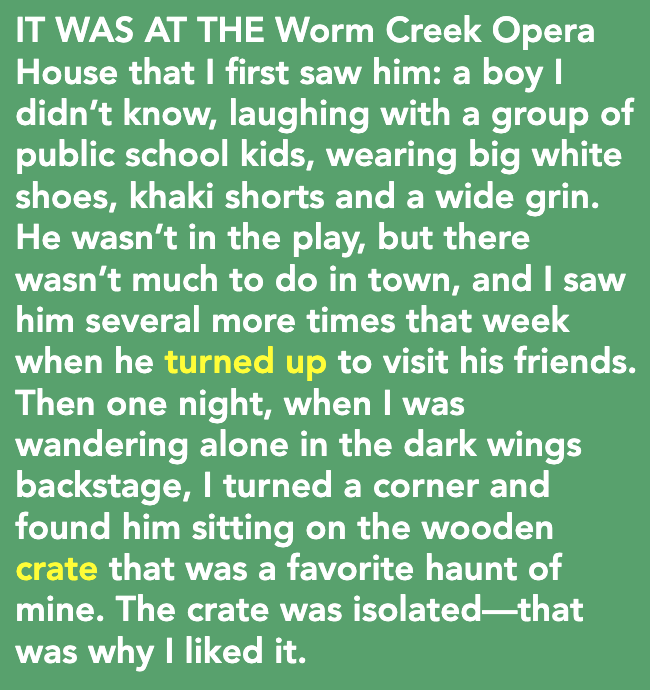 IT WAS AT THE Worm Creek Opera
House that I first saw him: a boy I
didn’t know, laughing with a group of
public school kids, wearing big white
shoes, khaki shorts and a wide grin.
He wasn’t in the play, but there
wasn’t much to do in town, and I saw
him several more times that week
when he turned up to visit his friends.
Then one night, when I was
wandering alone in the dark wings
backstage, I turned a corner and
found him sitting on the wooden
crate that was a favorite haunt of
mine. The crate was isolated—that
was why I liked it.